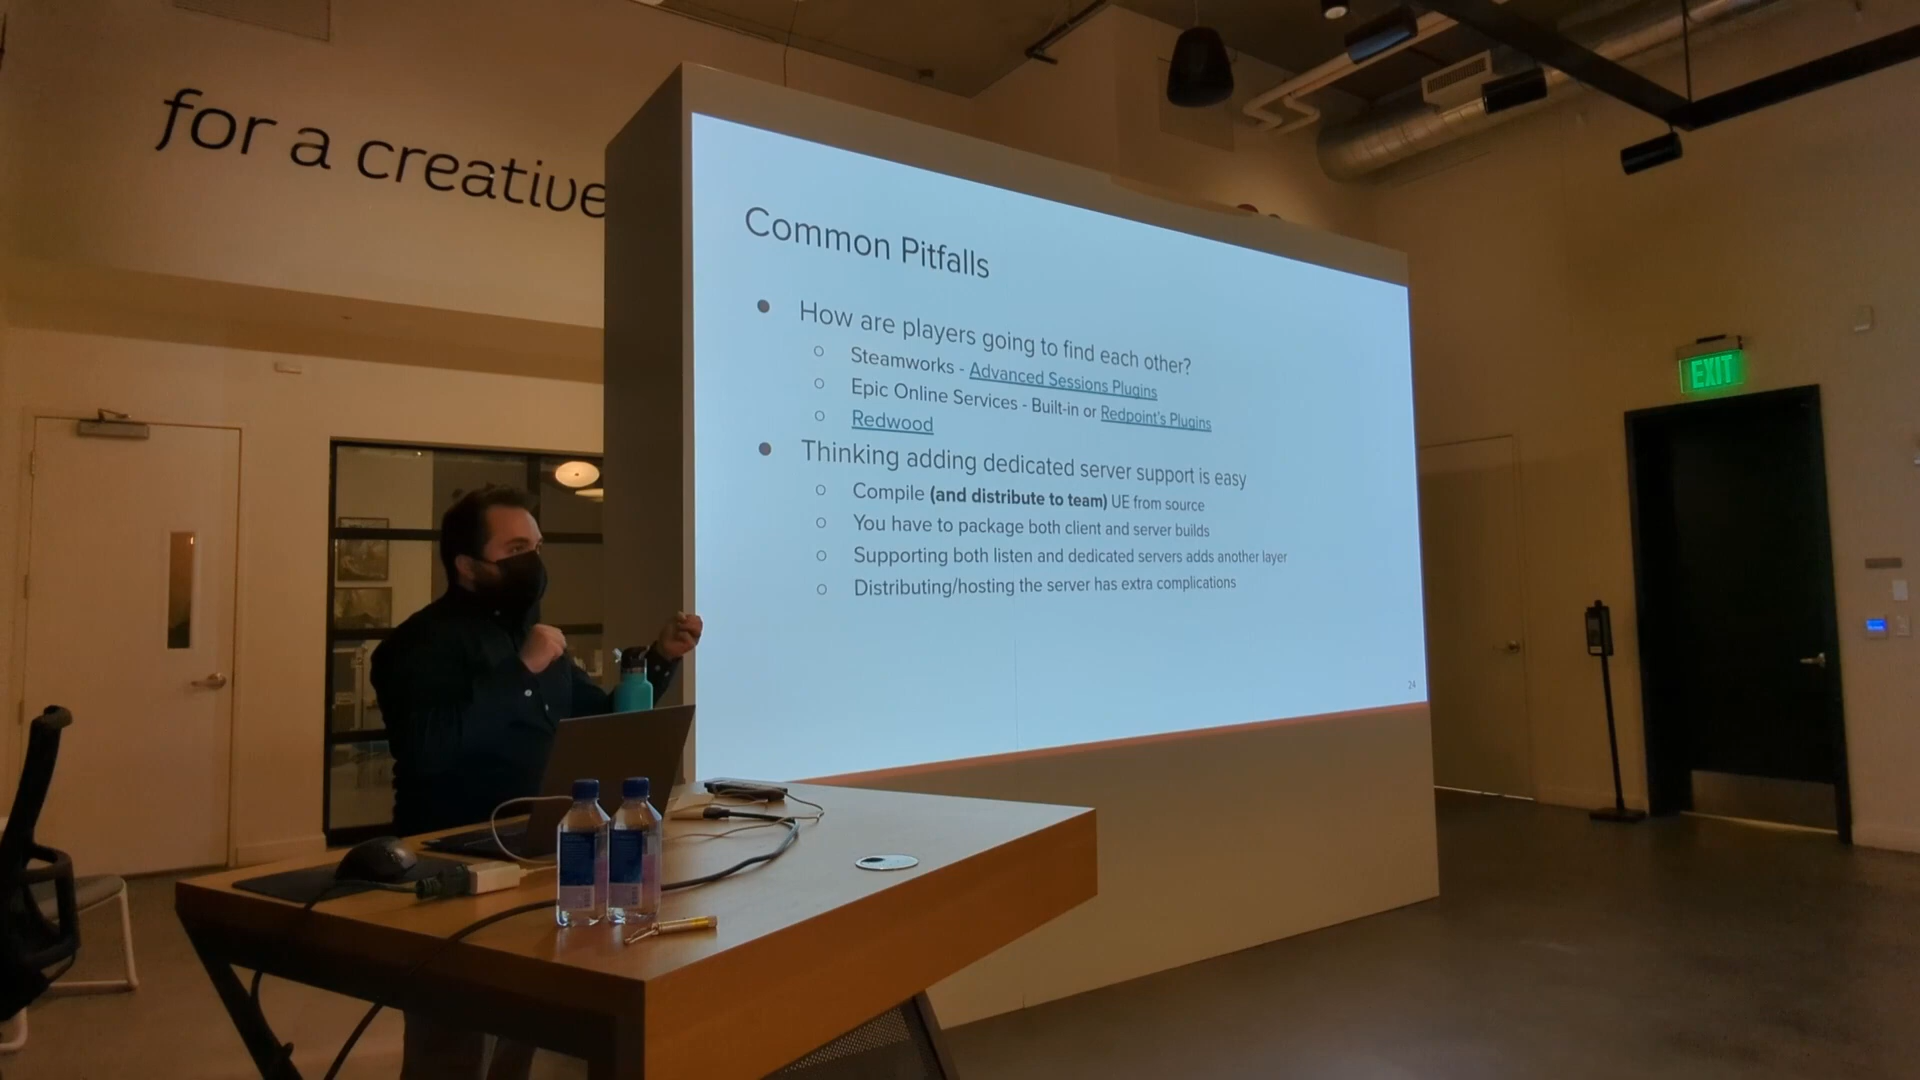 for a creative
Common Pitfalls
● How are players going to find each other?
○ Steamworks - Advanced Sessions Plugins
○ Epic Online Services - Built-in or Redpoint's Plugins
○ Redwood
● Thinking adding dedicated server support is easy
○ Compile (and distribute to team) UE from source
○ You have to package both client and server builds
○ Supporting both listen and dedicated servers adds another layer
○ Distributing/hosting the server has extra complications
24
EXIT